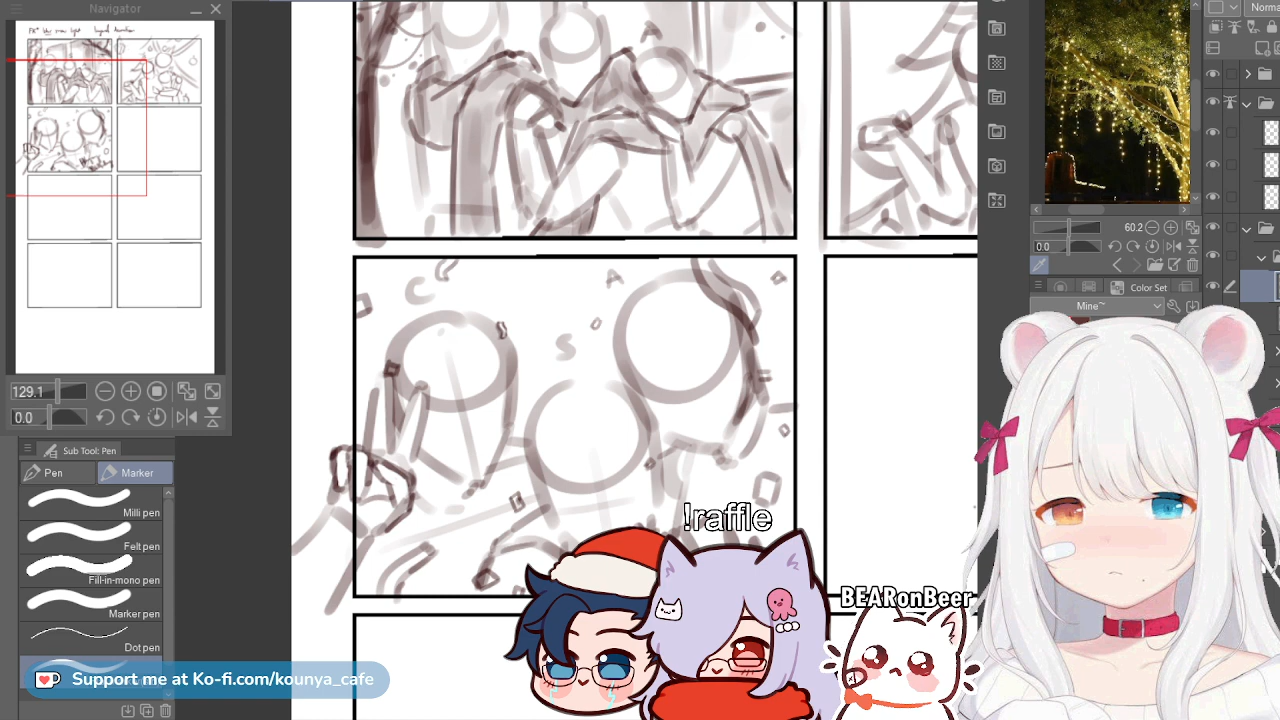 Navigator
129.1
0.0
Sub Tool: Pen
Pen
Marker
Milli pen
Felt pen
Fill-in-mono pen
Marker pen
Dot pen
Support me at Ko-fi.com/kounya_cafe
C
A
S
!raffle
BEARonBeer
Norma
60.2
0.0
Color Set
Mine~